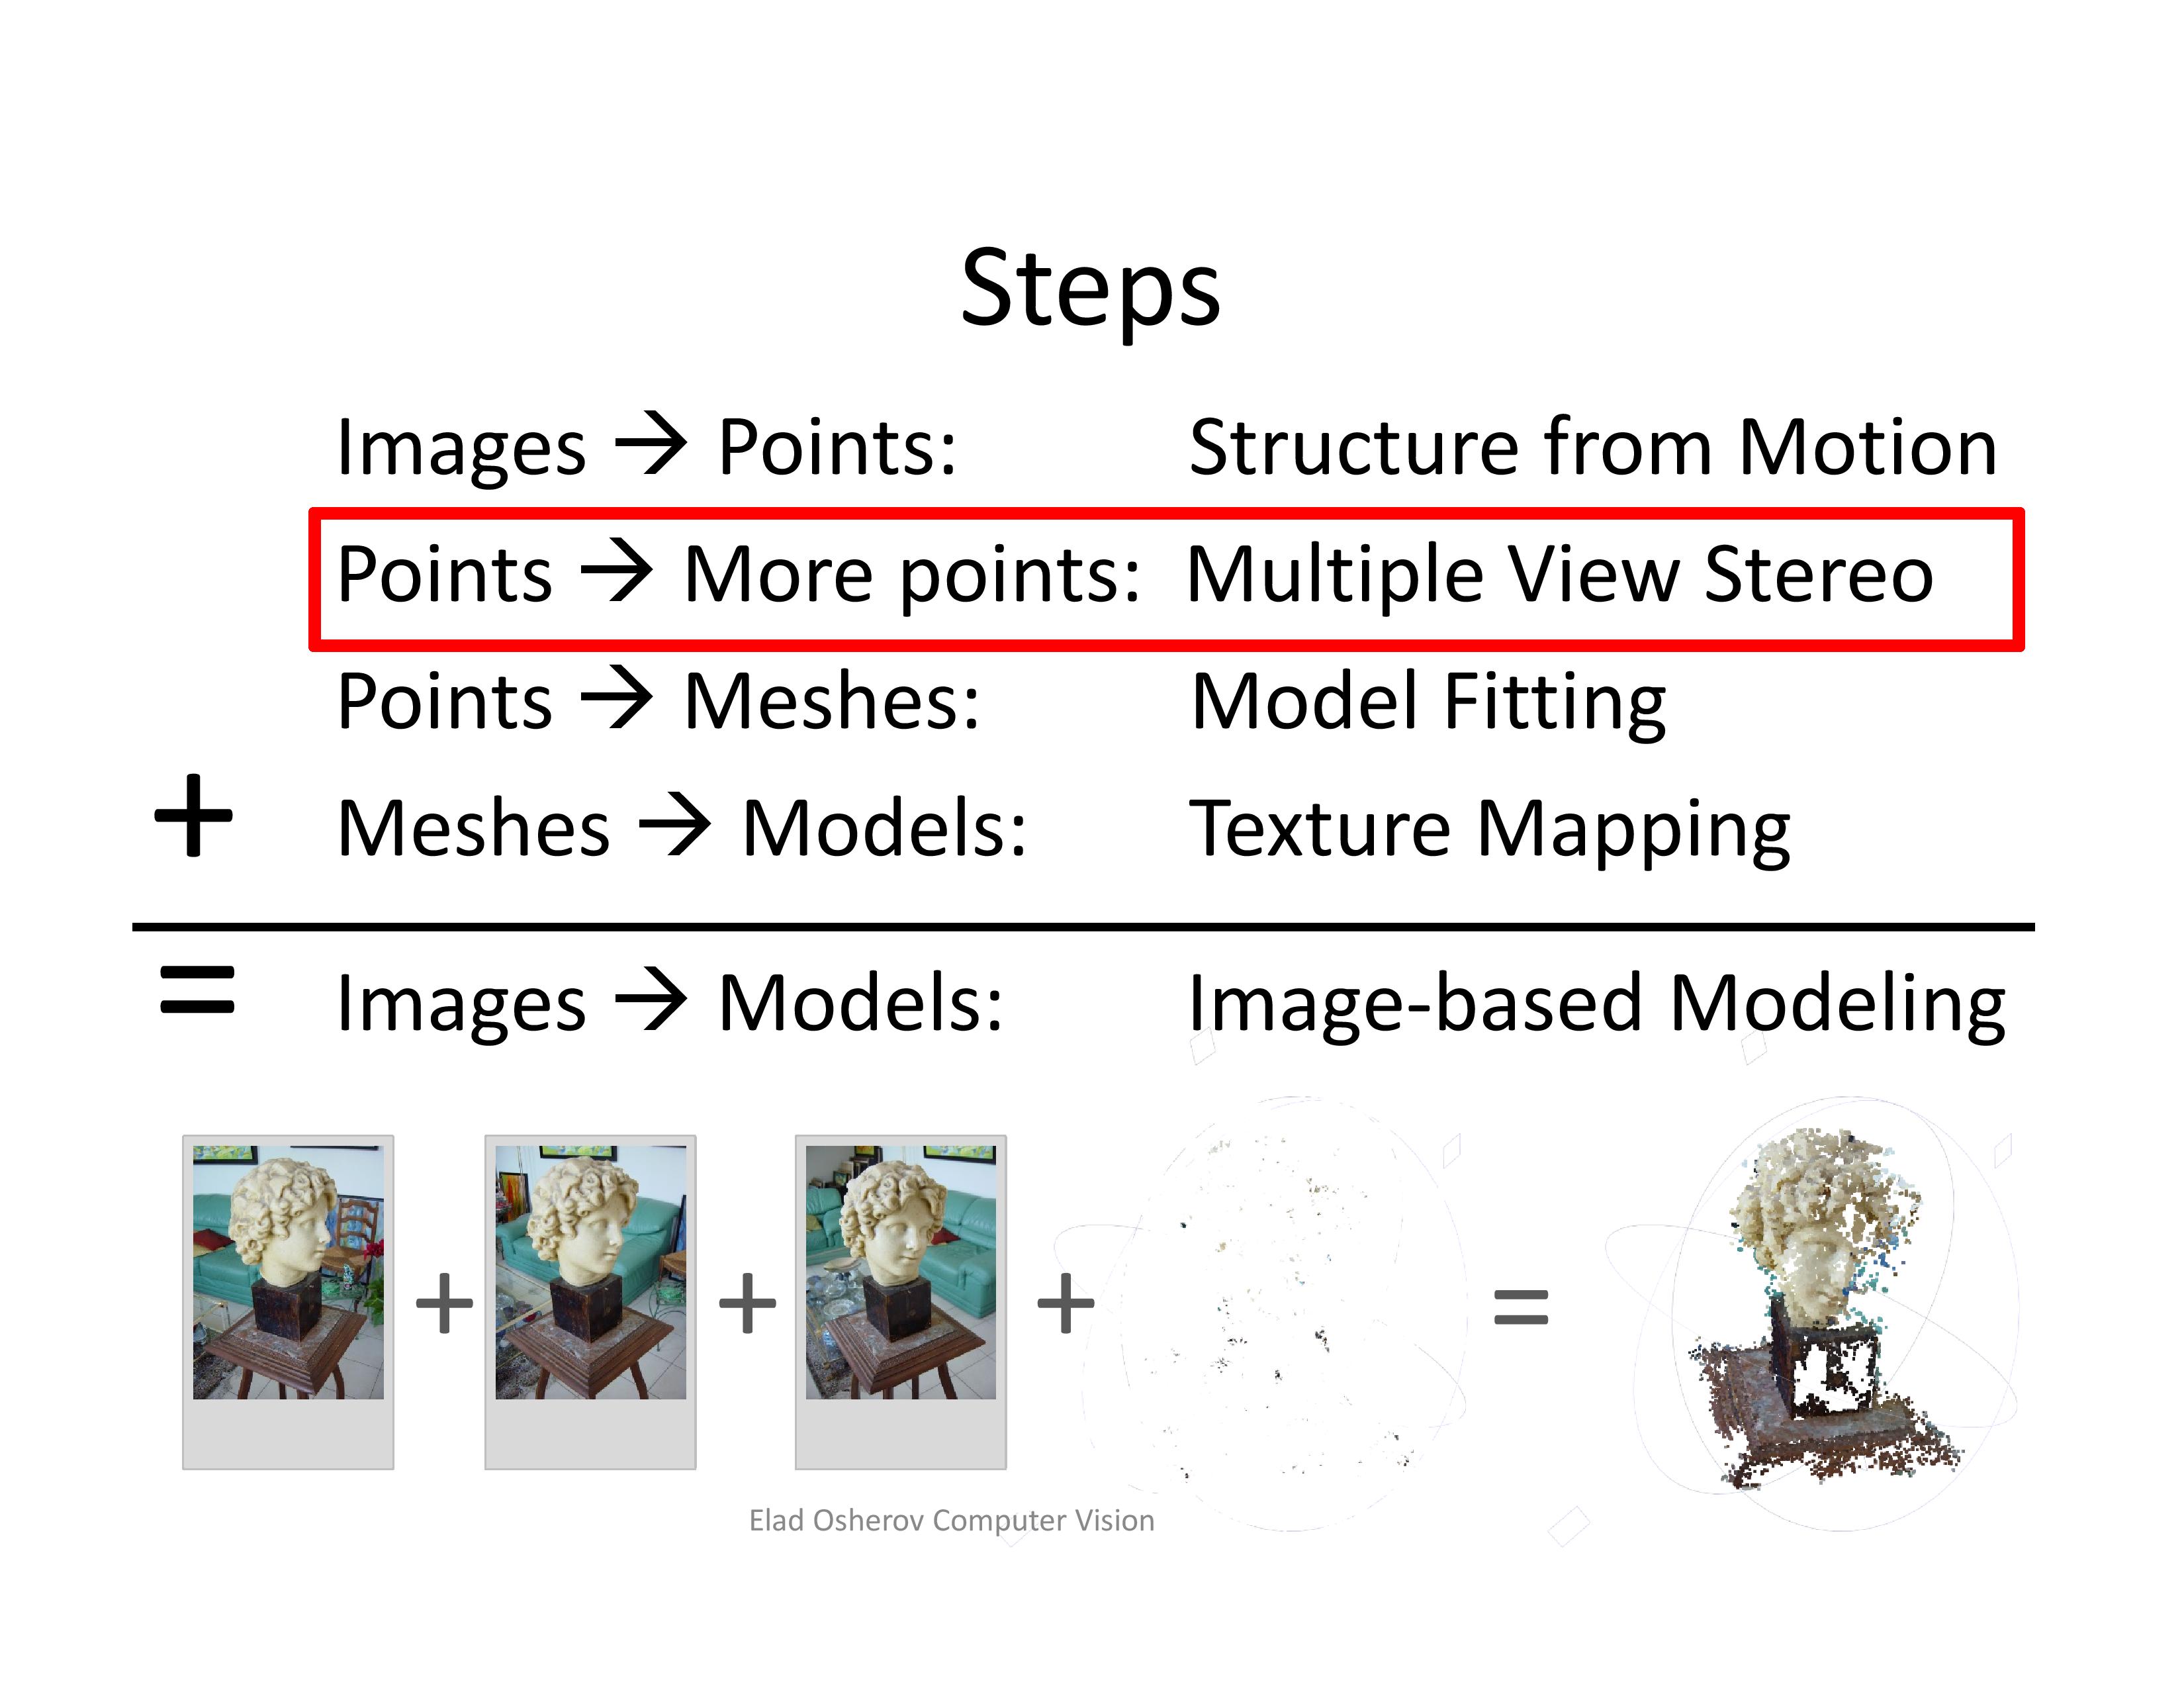 Steps
Images → Points: Structure from Motion
Points → More points: Multiple View Stereo
Points → Meshes: Model Fitting
+ Meshes → Models: Texture Mapping
= Images → Models: Image-based Modeling
+ + + =
Elad Osherov Computer Vision